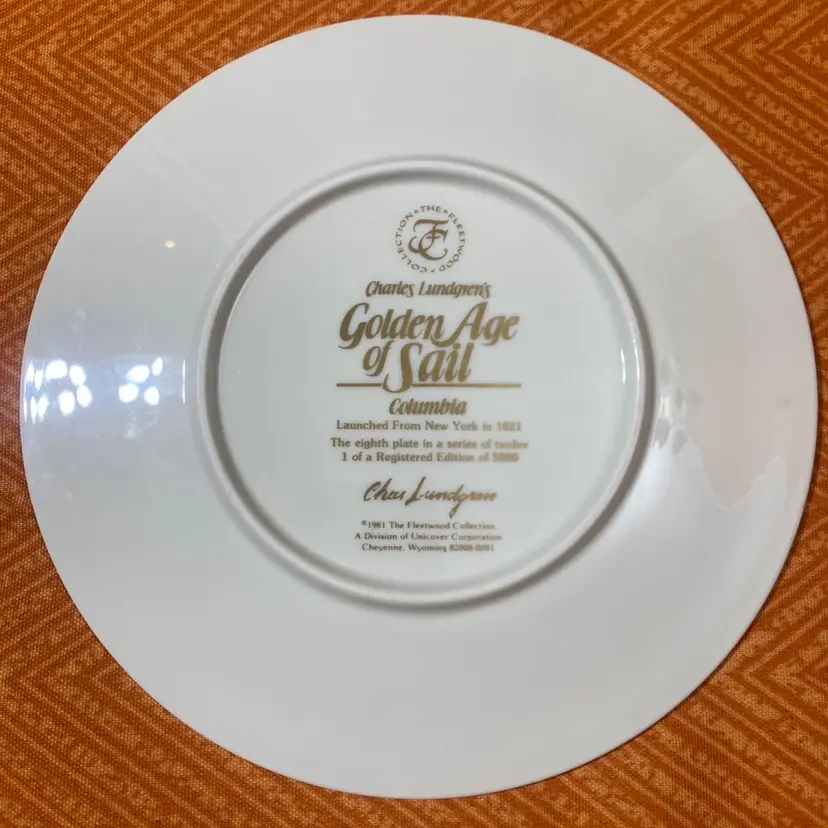 THE FLEETWOOD COLLECTION
FC
Charles Lundgren's
Golden Age
of Sail
Columbia
Launched From New York in 1821
The eighth plate in a series of twelve
1 of a Registered Edition of 5000
Chas Lundgren
©1981 The Fleetwood Collection
A Division of Unicover Corporation
Cheyenne, Wyoming 82008-0001